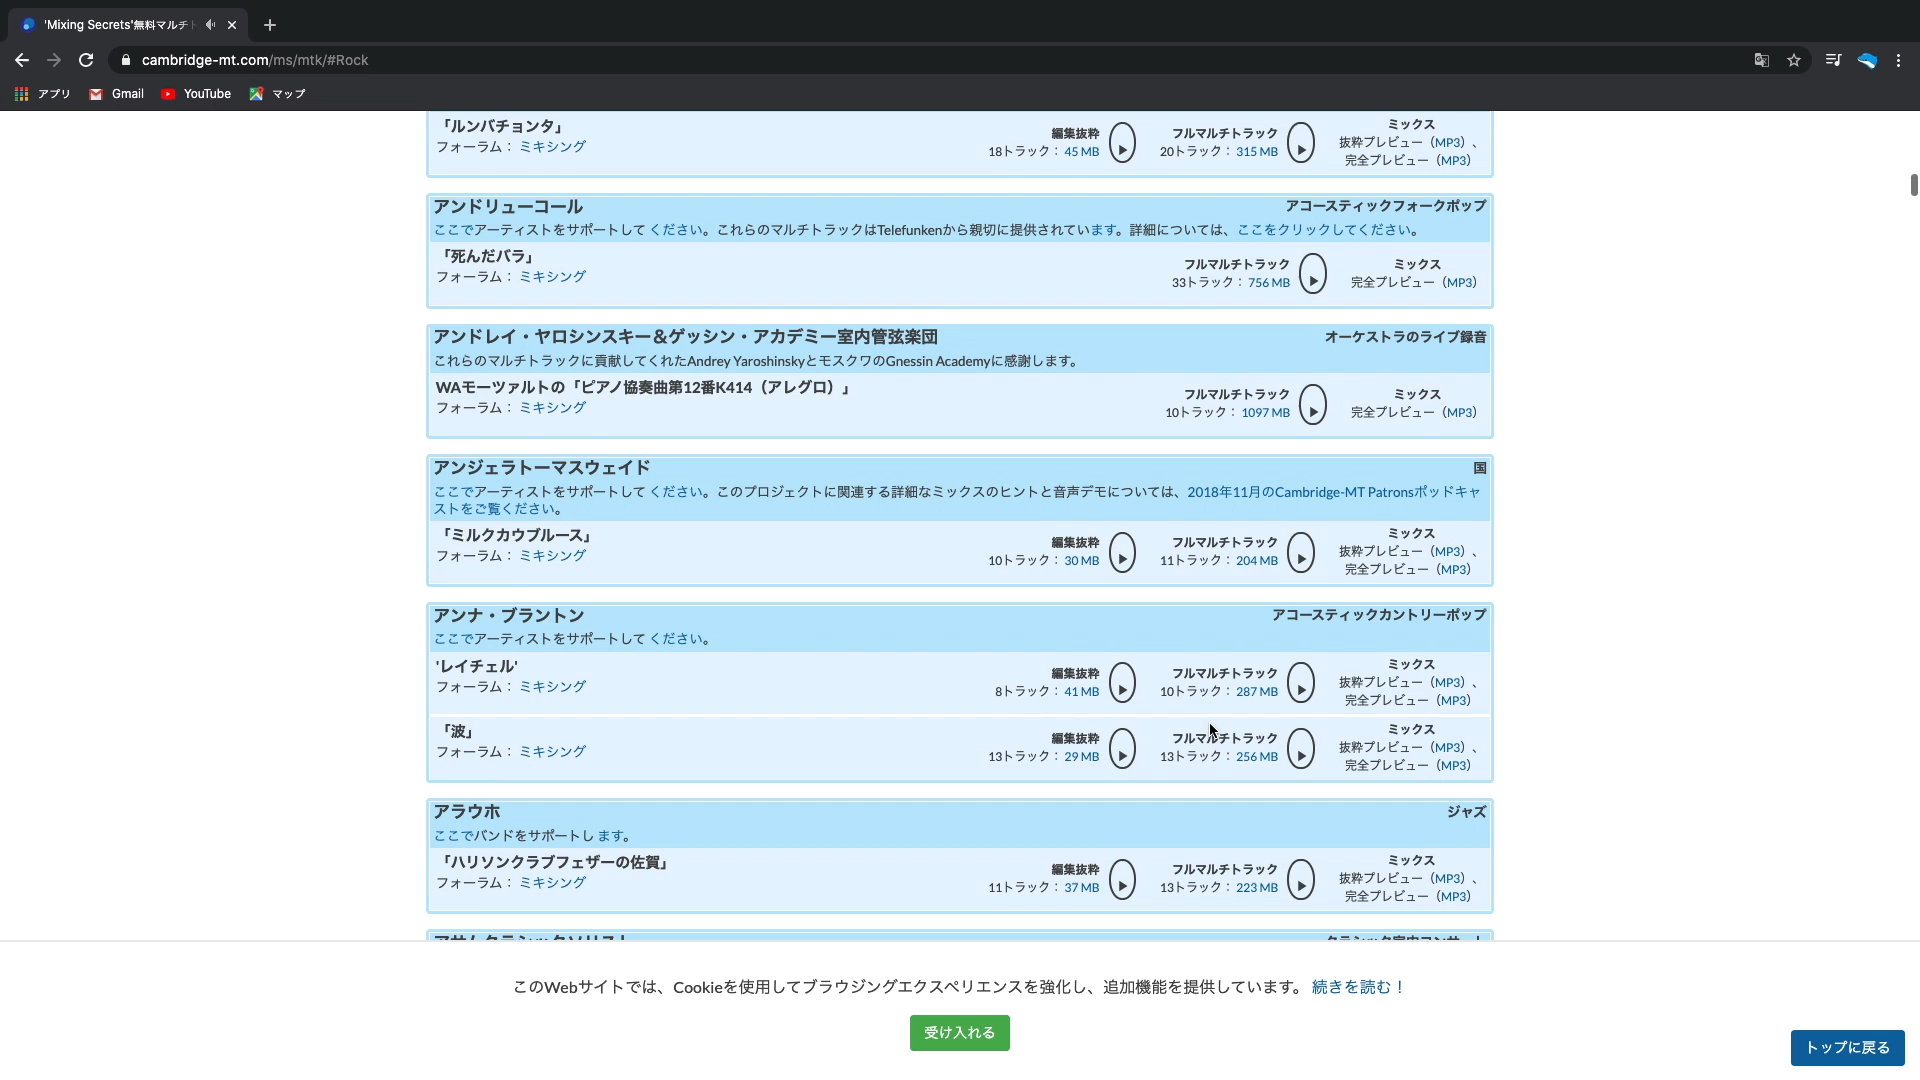 'Mixing Secrets'無料マルチト
cambridge-mt.com/ms/mtk/#Rock
アプリ Gmail YouTube マップ
「ルンバチョンタ」
フォーラム： ミキシング
編集抜粋
18トラック： 45 MB
フルマルチトラック
20トラック： 315 MB
ミックス
抜粋プレビュー（MP3）、
完全プレビュー（MP3）
アンドリューコール
アコースティックフォークポップ
ここでアーティストをサポートして ください。これらのマルチトラックはTelefunkenから親切に提供されています。詳細については、ここをクリックしてください。
「死んだバラ」
フォーラム： ミキシング
フルマルチトラック
33トラック： 756 MB
ミックス
完全プレビュー（MP3）
アンドレイ・ヤロシンスキー＆ゲッシン・アカデミー室内管弦楽団
オーケストラのライブ録音
これらのマルチトラックに貢献してくれたAndrey YaroshinskyとモスクワのGnessin Academyに感謝します。
WAモーツァルトの「ピアノ協奏曲第12番K414（アレグロ）」
フォーラム： ミキシング
フルマルチトラック
10トラック： 1097 MB
ミックス
完全プレビュー（MP3）
アンジェラトーマスウェイド
国
ここでアーティストをサポートして ください。このプロジェクトに関連する詳細なミックスのヒントと音声デモについては、2018年11月のCambridge-MT Patronsポッドキャ
ストをご覧ください。
「ミルクカウブルース」
フォーラム： ミキシング
編集抜粋
10トラック： 30 MB
フルマルチトラック
11トラック： 204 MB
ミックス
抜粋プレビュー（MP3）、
完全プレビュー（MP3）
アンナ・ブラントン
アコースティックカントリーポップ
ここでアーティストをサポートして ください。
'レイチェル'
フォーラム： ミキシング
編集抜粋
8トラック： 41 MB
フルマルチトラック
10トラック： 287 MB
ミックス
抜粋プレビュー（MP3）、
完全プレビュー（MP3）
「波」
フォーラム： ミキシング
編集抜粋
13トラック： 29 MB
フルマルチトラック
13トラック： 256 MB
ミックス
抜粋プレビュー（MP3）、
完全プレビュー（MP3）
アラウホ
ジャズ
ここでバンドをサポートし ます。
「ハリソンクラブフェザーの佐賀」
フォーラム： ミキシング
編集抜粋
11トラック： 37 MB
フルマルチトラック
13トラック： 223 MB
ミックス
抜粋プレビュー（MP3）、
完全プレビュー（MP3）
このWebサイトでは、Cookieを使用してブラウジングエクスペリエンスを強化し、追加機能を提供しています。 続きを読む！
受け入れる
トップに戻る